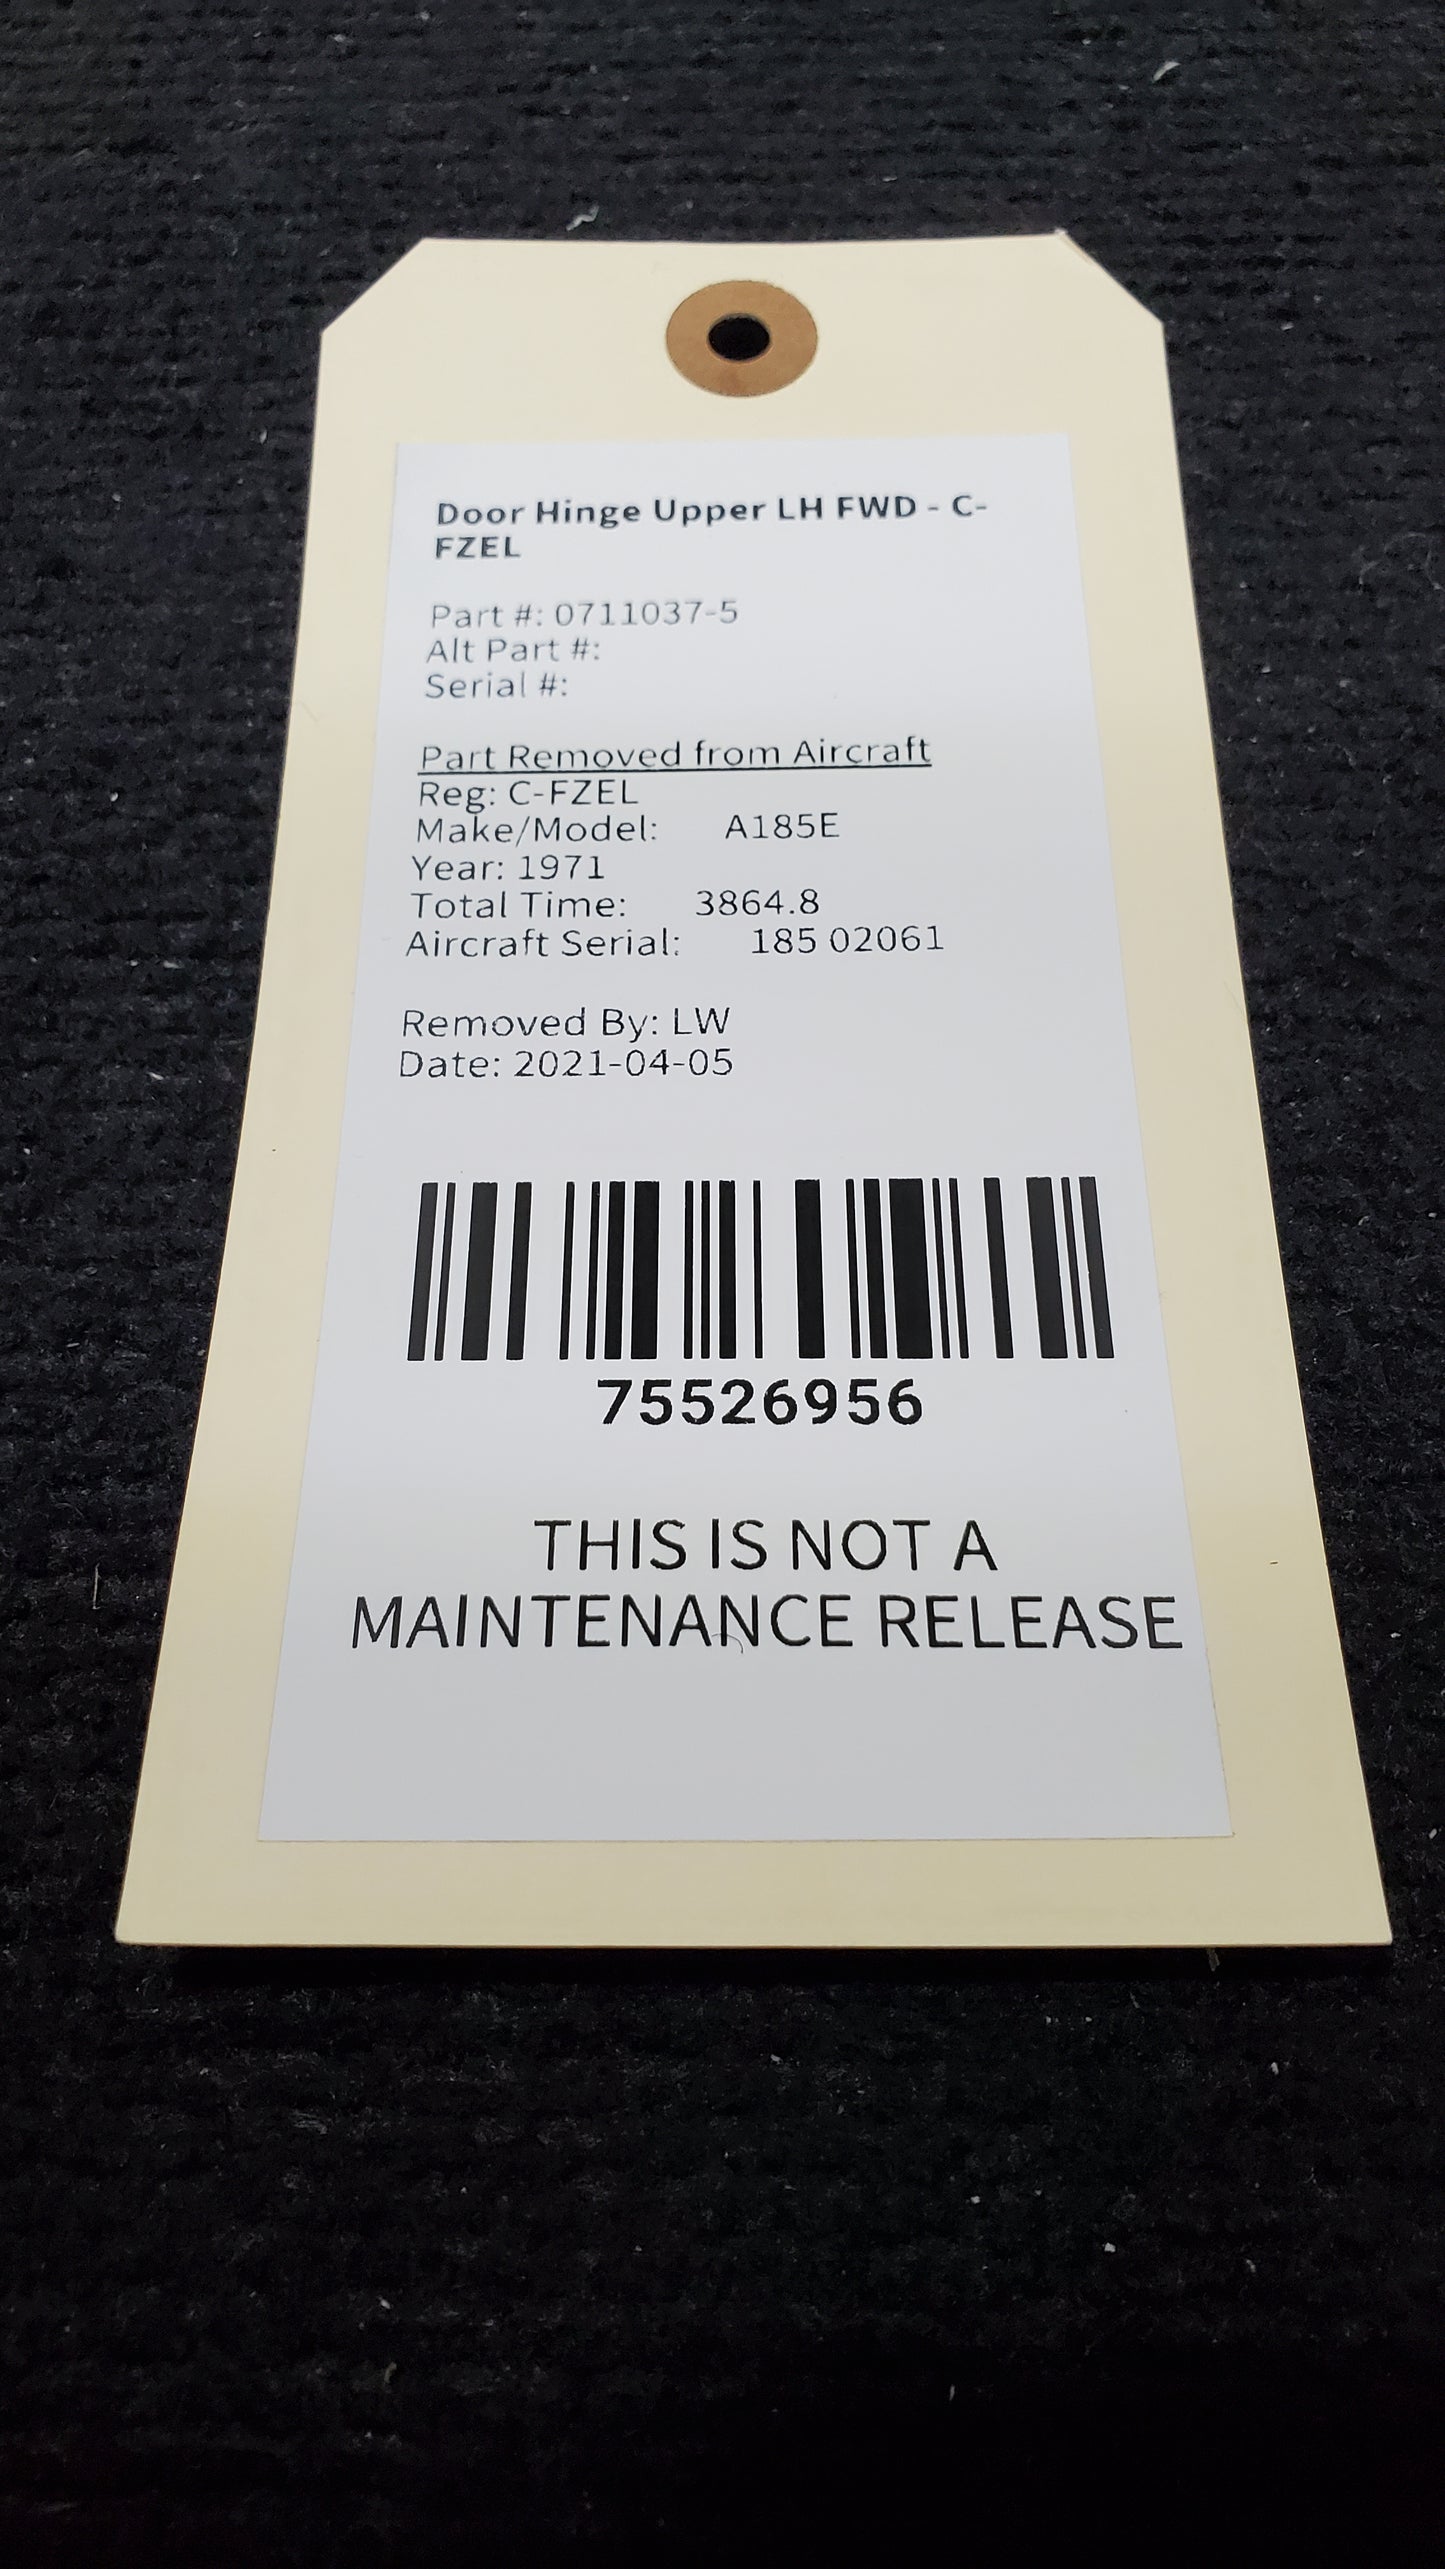 Door Hinge Upper LH FWD - C-
FZEL
Part #: 0711037-5
Alt Part #:
Serial #:
Part Removed from Aircraft
Reg: C-FZEL
Make/Model: A185E
Year: 1971
Total Time: 3864.8
Aircraft Serial: 185 02061
Removed By: LW
Date: 2021-04-05
75526956
THIS IS NOT A
MAINTENANCE RELEASE